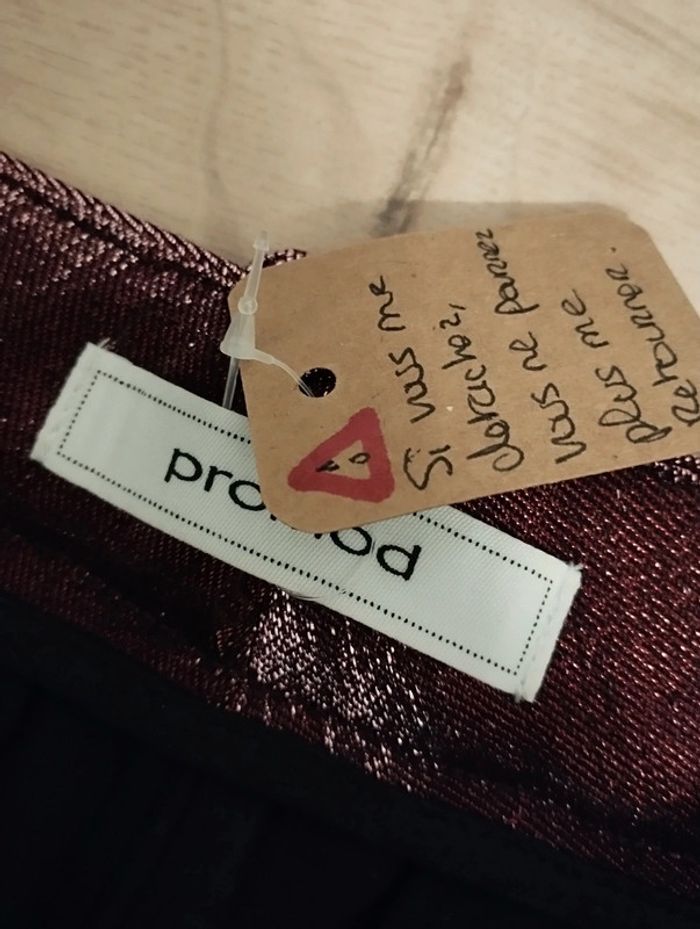 Si vous me
détachez,
vous ne pourrez
plus me
retourner.
promod